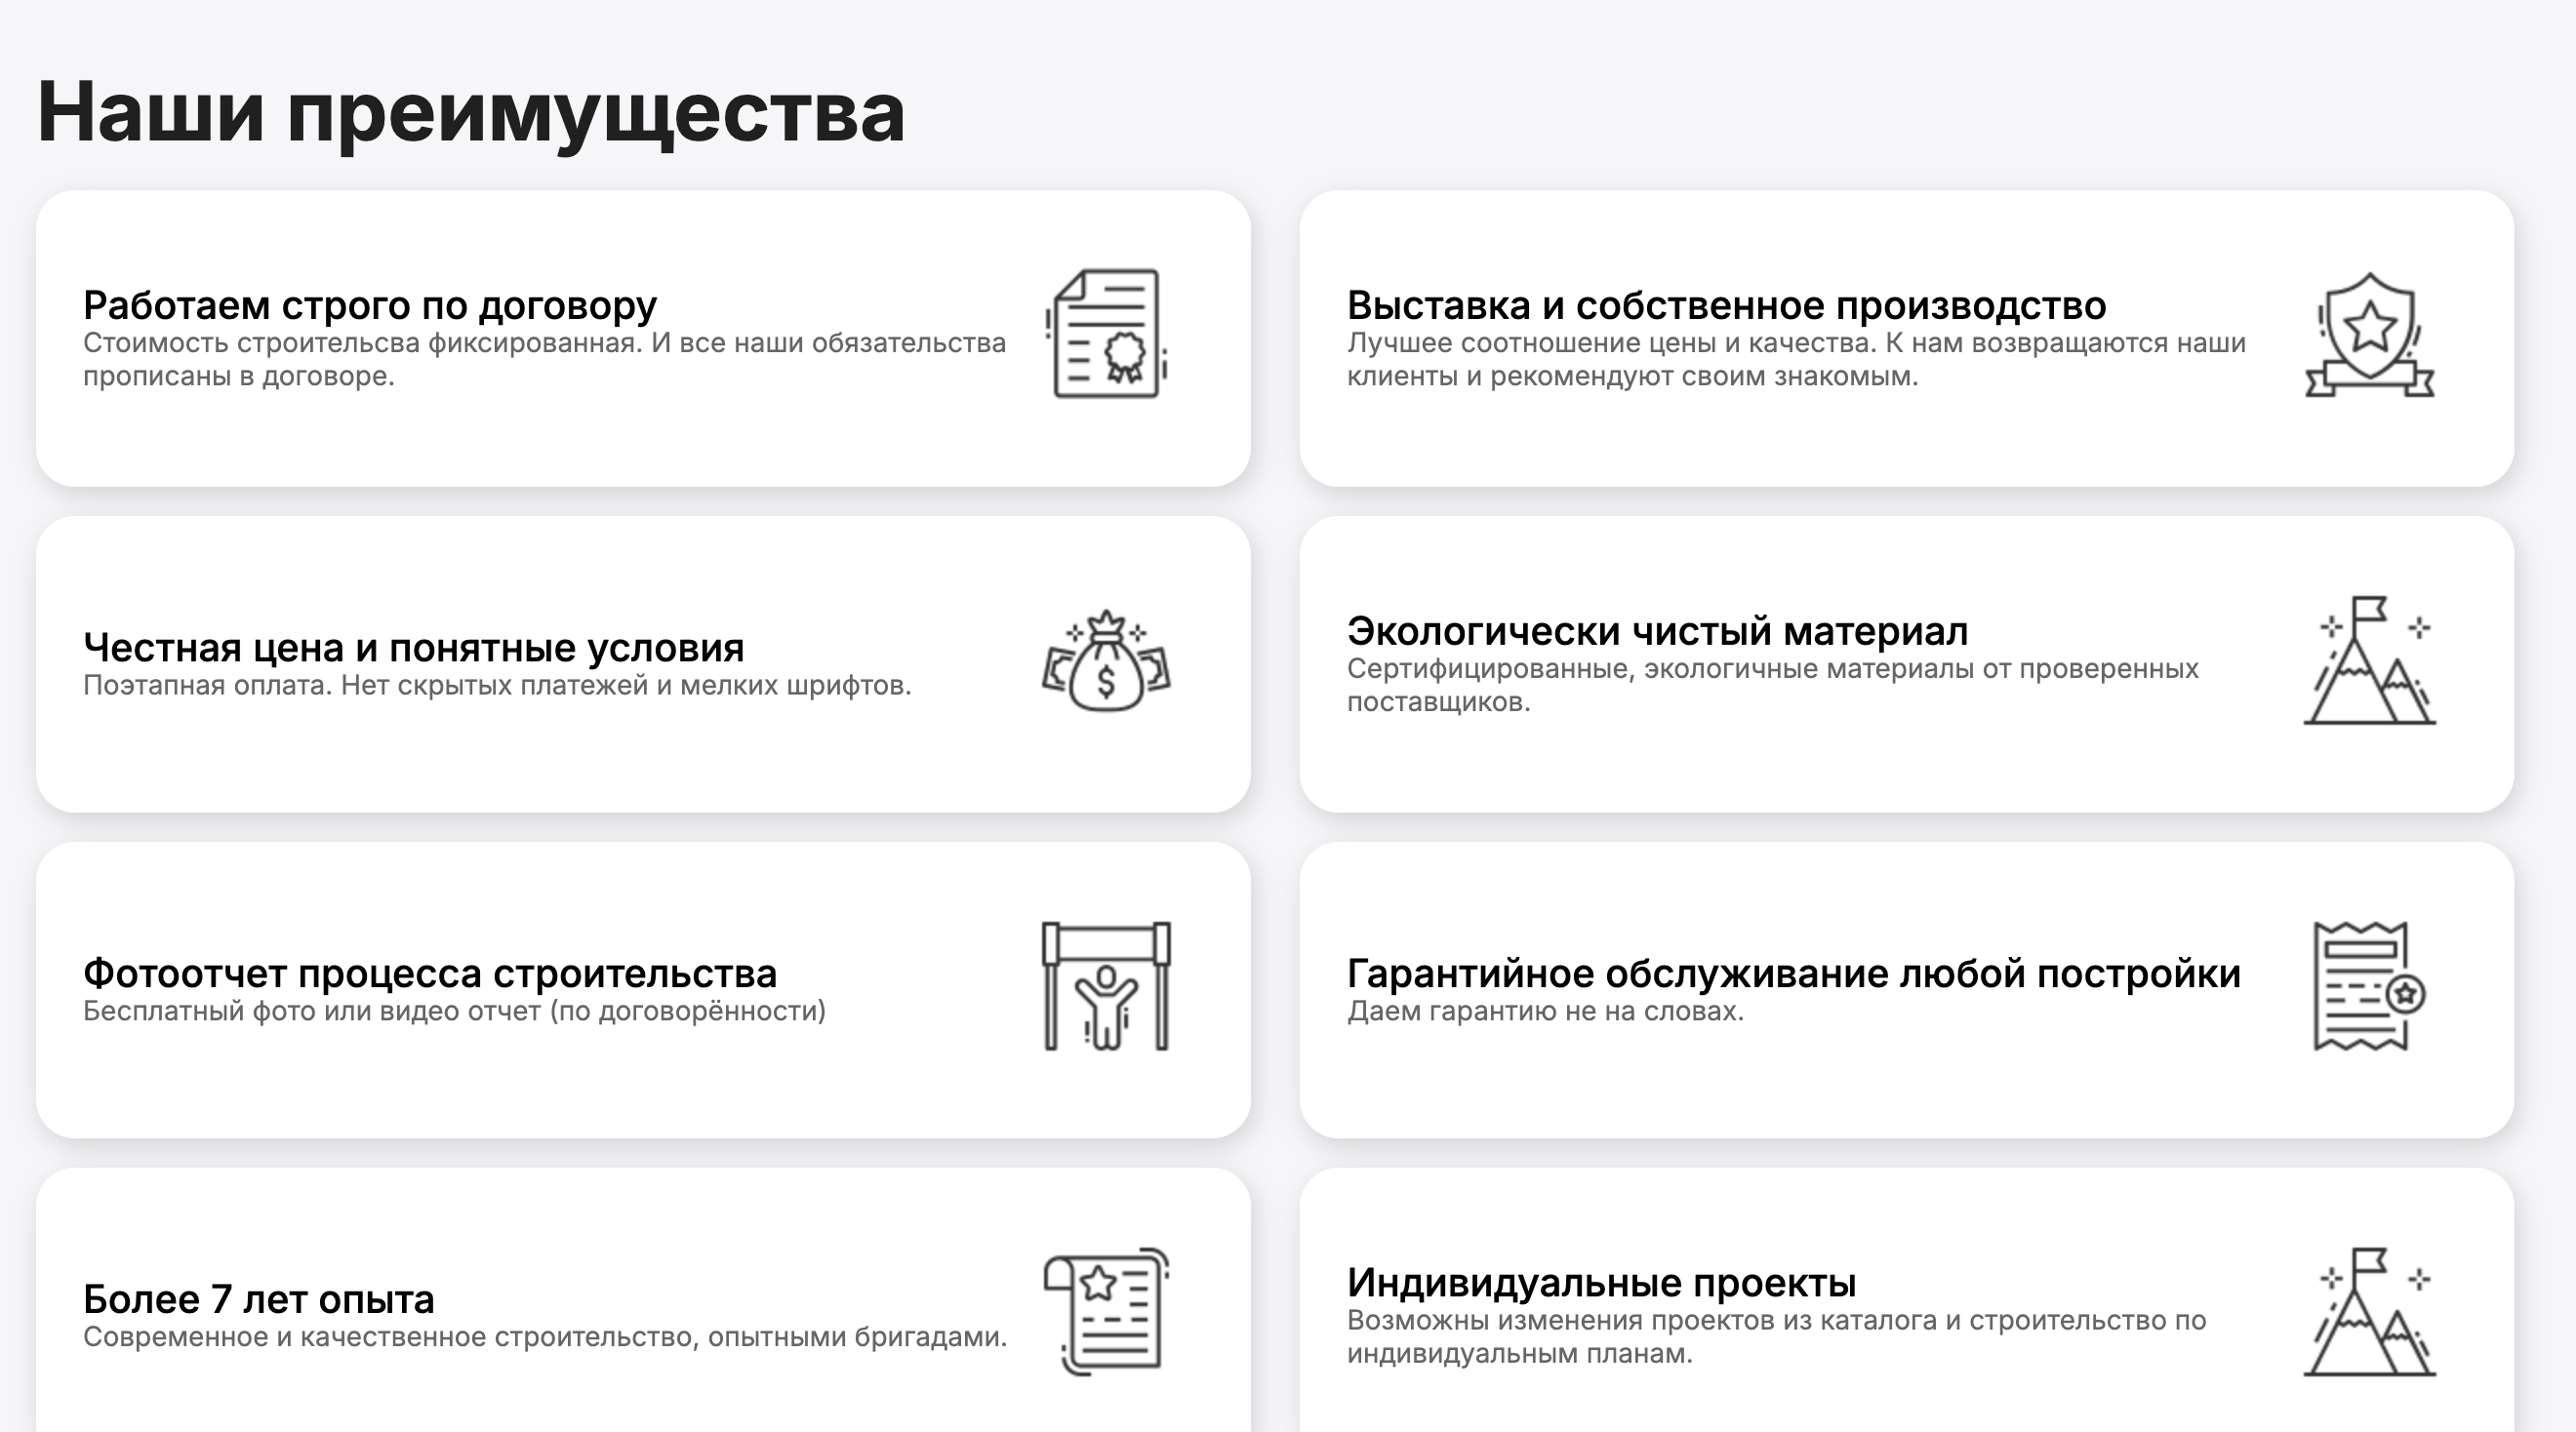 Наши преимущества
Работаем строго по договору
Стоимость строительсва фиксированная. И все наши обязательства
прописаны в договоре.
Выставка и собственное производство
Лучшее соотношение цены и качества. К нам возвращаются наши
клиенты и рекомендуют своим знакомым.
Честная цена и понятные условия
Поэтапная оплата. Нет скрытых платежей и мелких шрифтов.
Экологически чистый материал
Сертифицированные, экологичные материалы от проверенных
поставщиков.
Фотоотчет процесса строительства
Бесплатный фото или видео отчет (по договорённости)
Гарантийное обслуживание любой постройки
Даем гарантию не на словах.
Более 7 лет опыта
Современное и качественное строительство, опытными бригадами.
Индивидуальные проекты
Возможны изменения проектов из каталога и строительство по
индивидуальным планам.